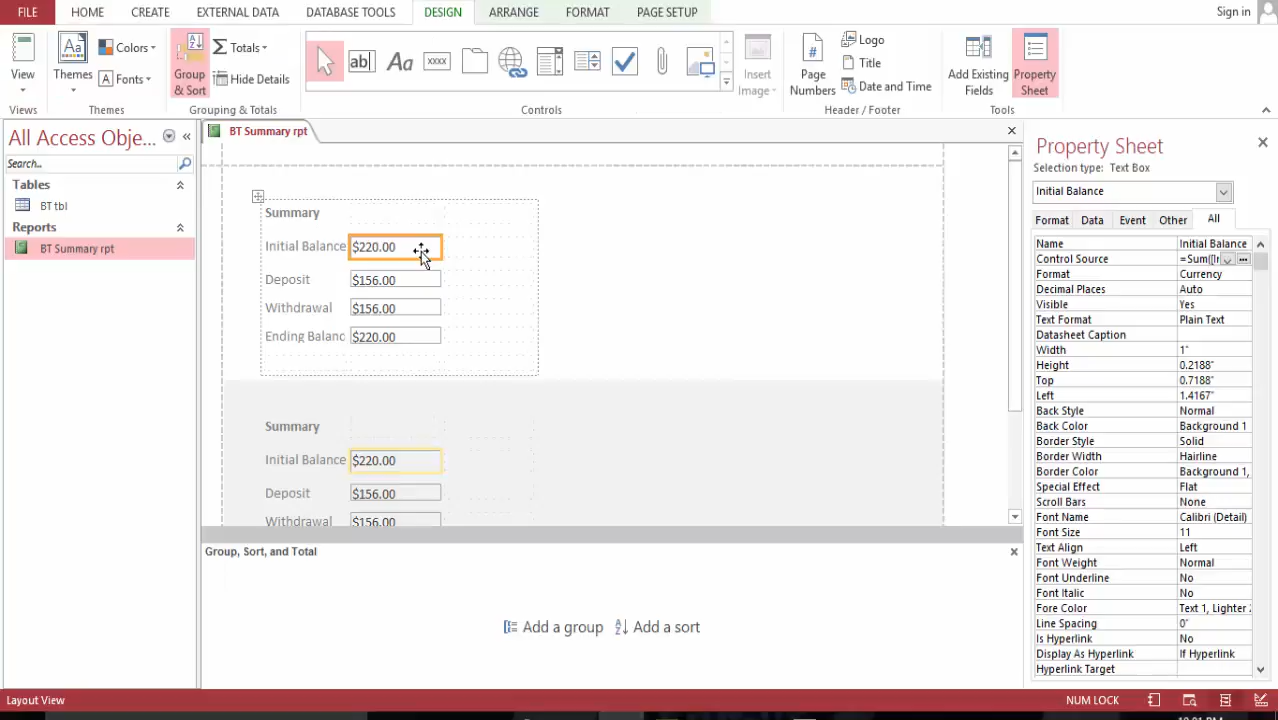 FILE HOME CREATE EXTERNAL DATA DATABASE TOOLS DESIGN ARRANGE FORMAT PAGE SETUP Sign in
View
Themes
Colors
Fonts
Group & Sort
Totals
Hide Details
ab|
Aa
xxxx
Insert Image
Page Numbers
Logo
Title
Date and Time
Add Existing Fields
Property Sheet
Views Themes Grouping & Totals Controls Header / Footer Tools
All Access Obje...
Search...
Tables
BT tbl
Reports
BT Summary rpt
BT Summary rpt
Summary
Initial Balance $220.00
Deposit $156.00
Withdrawal $156.00
Ending Balanc $220.00
Summary
Initial Balance $220.00
Deposit $156.00
Withdrawal $156.00
Group, Sort, and Total
Add a group Add a sort
Property Sheet
Selection type: Text Box
Initial Balance
Format Data Event Other All
Name Initial Balance
Control Source =Sum([Ir
Format Currency
Decimal Places Auto
Visible Yes
Text Format Plain Text
Datasheet Caption
Width 1"
Height 0.2188"
Top 0.7188"
Left 1.4167"
Back Style Normal
Back Color Background 1
Border Style Solid
Border Width Hairline
Border Color Background 1,
Special Effect Flat
Scroll Bars None
Font Name Calibri (Detail)
Font Size 11
Text Align Left
Font Weight Normal
Font Underline No
Font Italic No
Fore Color Text 1, Lighter
Line Spacing 0"
Is Hyperlink No
Display As Hyperlink If Hyperlink
Hyperlink Target
Layout View NUM LOCK